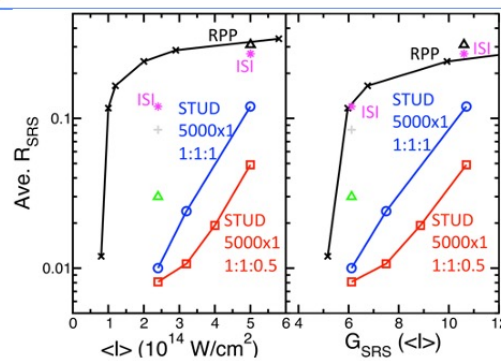 Ave. R_SRS
0.1
0.01
RPP
ISI
ISI
STUD
5000x1
1:1:1
STUD
5000x1
1:1:0.5
0 1 2 3 4 5 6
<I> (10^14 W/cm^2)
RPP
ISI
ISI
STUD
5000x1
1:1:1
STUD
5000x1
1:1:0.5
4 6 8 10 12
G_SRS (<I>)